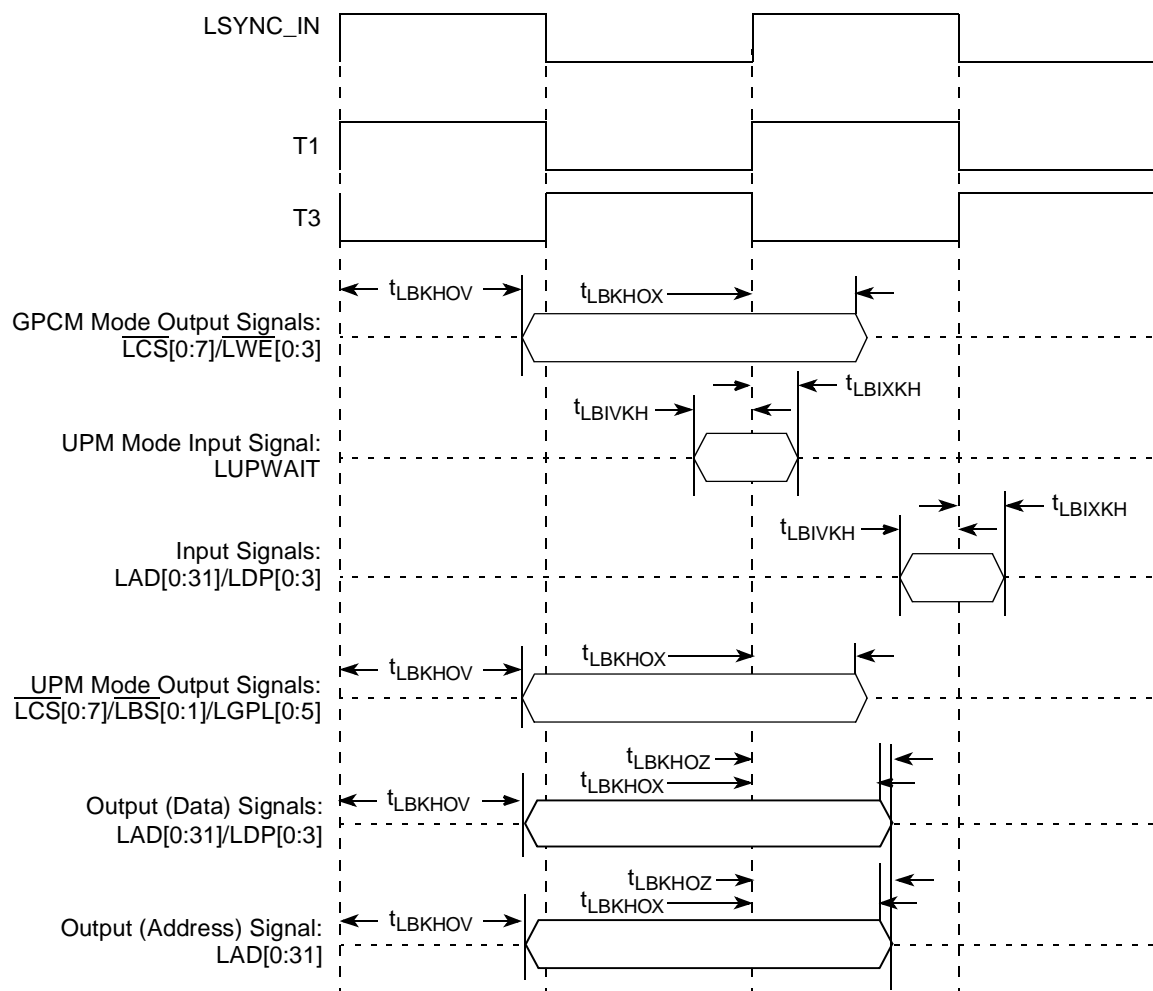 LSYNC_IN
T1
T3
tLBKHOV
tLBKHOX
GPCM Mode Output Signals:
LCS[0:7]/LWE[0:3]
tLBIXKH
tLBIVKH
UPM Mode Input Signal:
LUPWAIT
tLBIXKH
tLBIVKH
Input Signals:
LAD[0:31]/LDP[0:3]
tLBKHOV
tLBKHOX
UPM Mode Output Signals:
LCS[0:7]/LBS[0:1]/LGPL[0:5]
tLBKHOZ
tLBKHOX
tLBKHOV
Output (Data) Signals:
LAD[0:31]/LDP[0:3]
tLBKHOZ
tLBKHOX
tLBKHOV
Output (Address) Signal:
LAD[0:31]